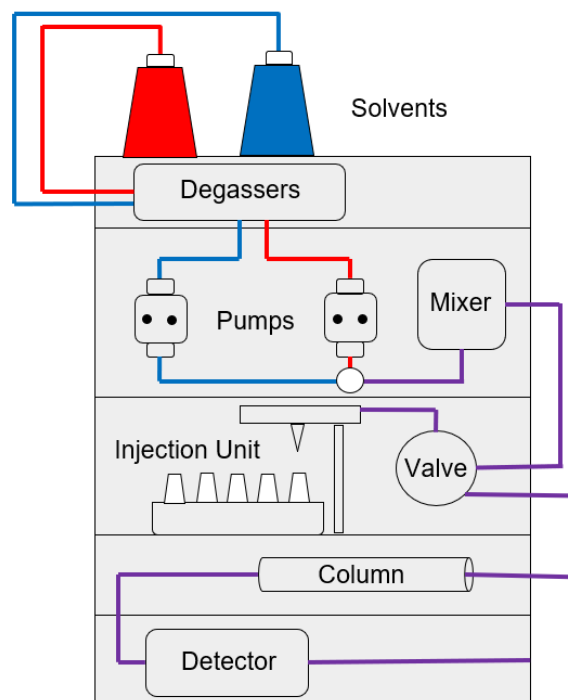 Solvents
Degassers
Pumps
Mixer
Injection Unit
Valve
Column
Detector